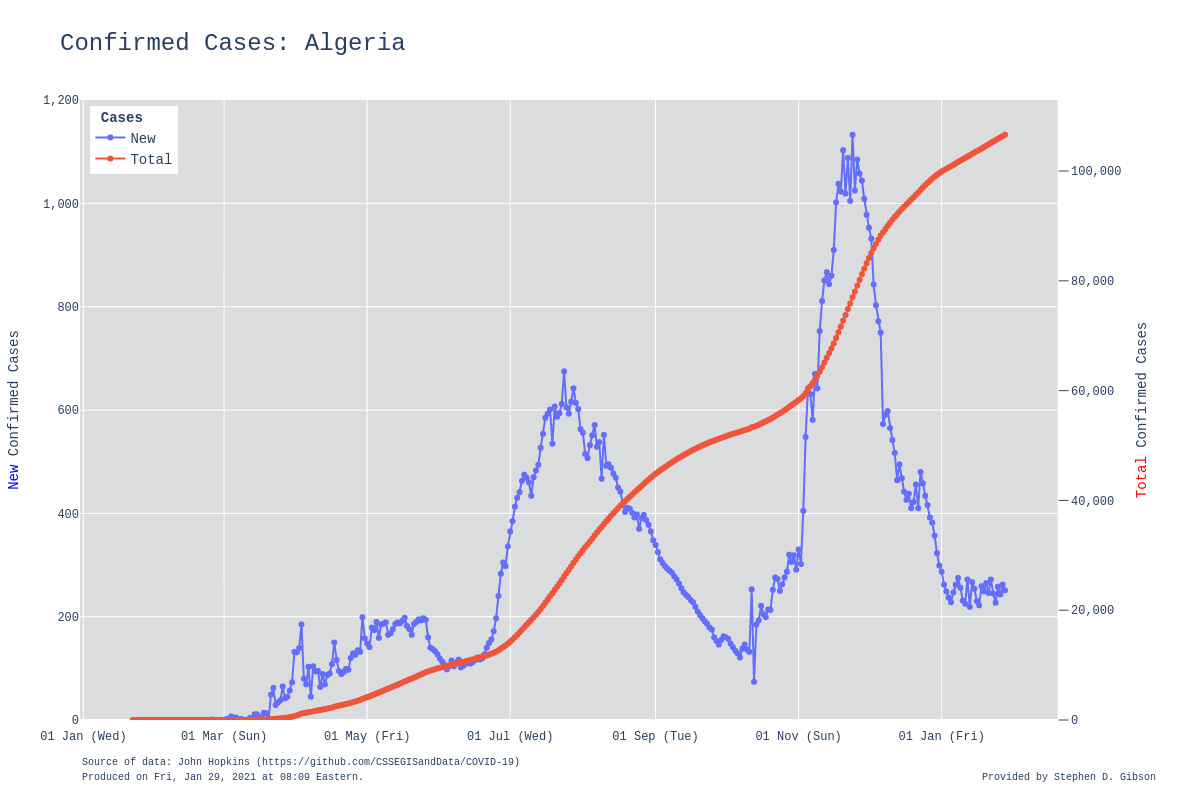 Confirmed Cases: Algeria
Cases
New
Total
1,200
1,000
800
600
400
200
0
100,000
80,000
60,000
40,000
20,000
0
New Confirmed Cases
Total Confirmed Cases
01 Jan (Wed)
01 Mar (Sun)
01 May (Fri)
01 Jul (Wed)
01 Sep (Tue)
01 Nov (Sun)
01 Jan (Fri)
Source of data: John Hopkins (https://github.com/CSSEGISandData/COVID-19)
Produced on Fri, Jan 29, 2021 at 08:09 Eastern.
Provided by Stephen D. Gibson